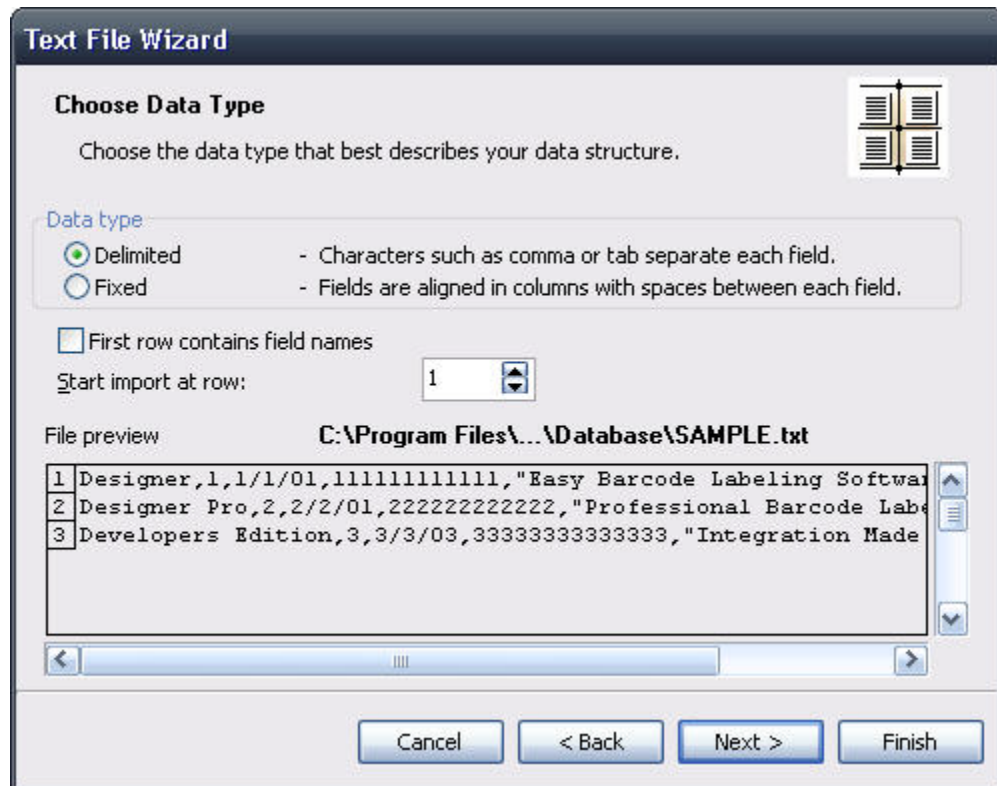 Text File Wizard
Choose Data Type
Choose the data type that best describes your data structure.
Data type
Delimited - Characters such as comma or tab separate each field.
Fixed - Fields are aligned in columns with spaces between each field.
First row contains field names
Start import at row: 1
File preview C:\Program Files\...\Database\SAMPLE.txt
1 Designer,1,1/1/01,111111111111,"Easy Barcode Labeling Softwar
2 Designer Pro,2,2/2/01,222222222222,"Professional Barcode Labe
3 Developers Edition,3,3/3/03,33333333333333,"Integration Made
Cancel < Back Next > Finish